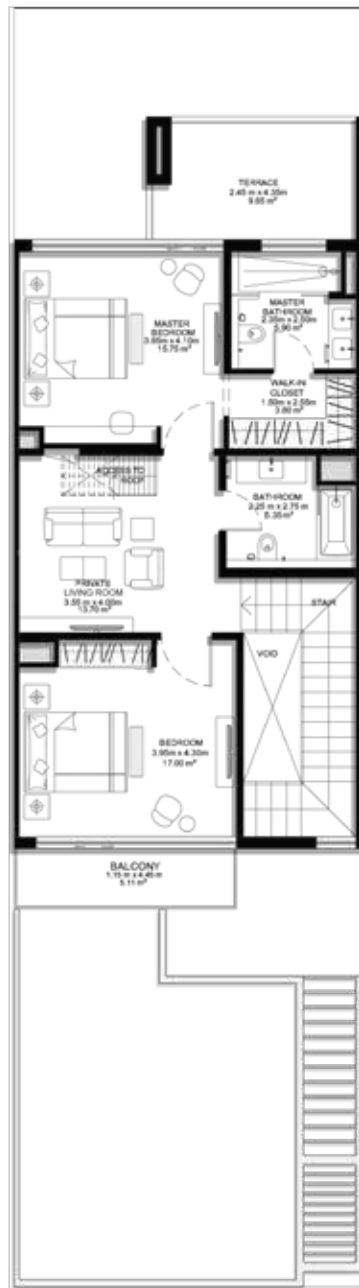 TERRACE
2.45 m x 4.35m
9.65 m²
MASTER
BATHROOM
2.35m x 2.50m
5.90 m²
MASTER
BEDROOM
3.85m x 4.10m
15.75 m²
WALK-IN
CLOSET
1.50m x 2.55m
3.80 m²
ACCESS TO
ROOF
BATHROOM
2.25 m x 2.75 m
5.35 m²
PRIVATE
LIVING ROOM
3.55 m x 4.00m
13.70 m²
STAIR
VOID
BEDROOM
3.95m x 4.30m
17.00 m²
BALCONY
1.15 m x 4.45 m
5.11 m²